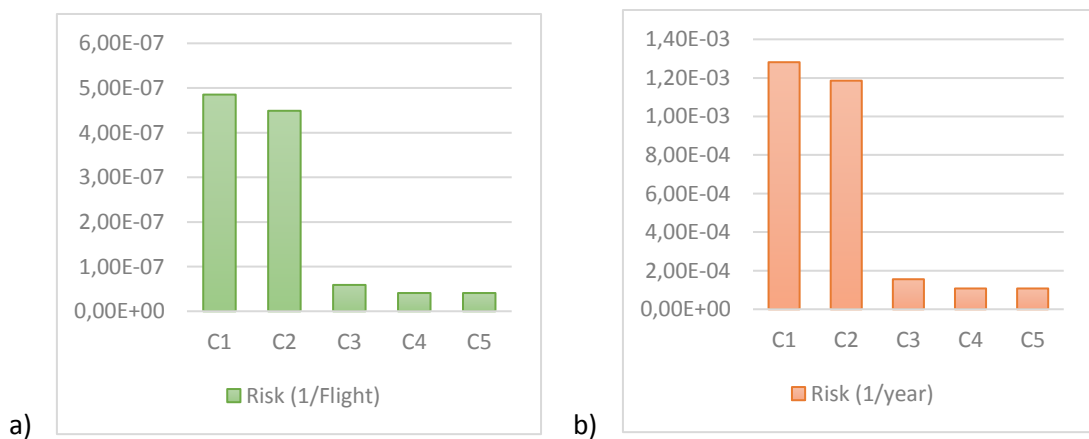 6,00E-07
5,00E-07
4,00E-07
3,00E-07
2,00E-07
1,00E-07
0,00E+00
C1 C2 C3 C4 C5
Risk (1/Flight)
a)
1,40E-03
1,20E-03
1,00E-03
8,00E-04
6,00E-04
4,00E-04
2,00E-04
0,00E+00
C1 C2 C3 C4 C5
Risk (1/year)
b)